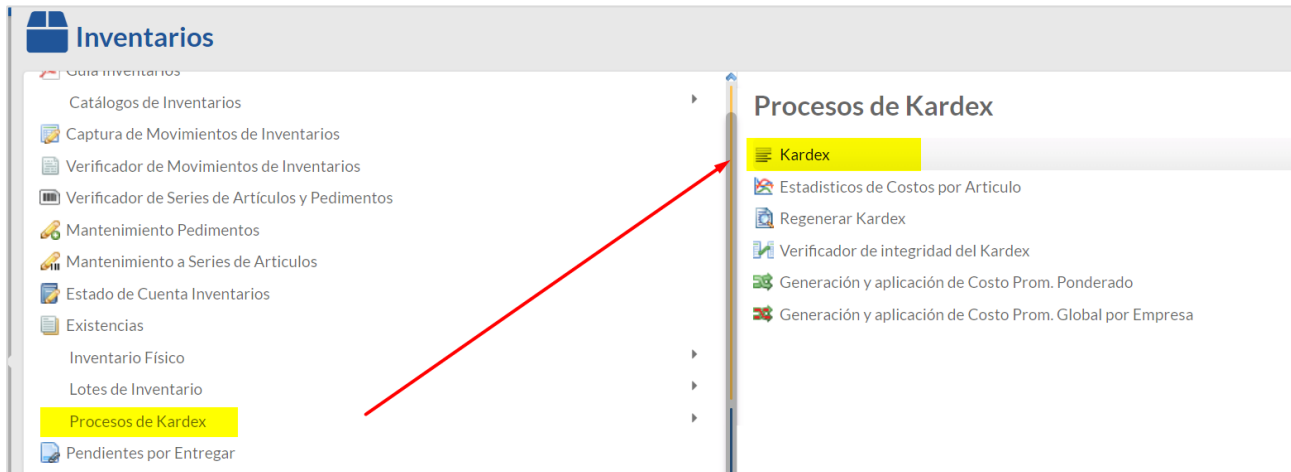 Inventarios
Guía Inventarios
Catálogos de Inventarios
Captura de Movimientos de Inventarios
Verificador de Movimientos de Inventarios
Verificador de Series de Artículos y Pedimentos
Mantenimiento Pedimentos
Mantenimiento a Series de Articulos
Estado de Cuenta Inventarios
Existencias
Inventario Físico
Lotes de Inventario
Procesos de Kardex
Pendientes por Entregar
Procesos de Kardex
Kardex
Estadisticos de Costos por Articulo
Regenerar Kardex
Verificador de integridad del Kardex
Generación y aplicación de Costo Prom. Ponderado
Generación y aplicación de Costo Prom. Global por Empresa